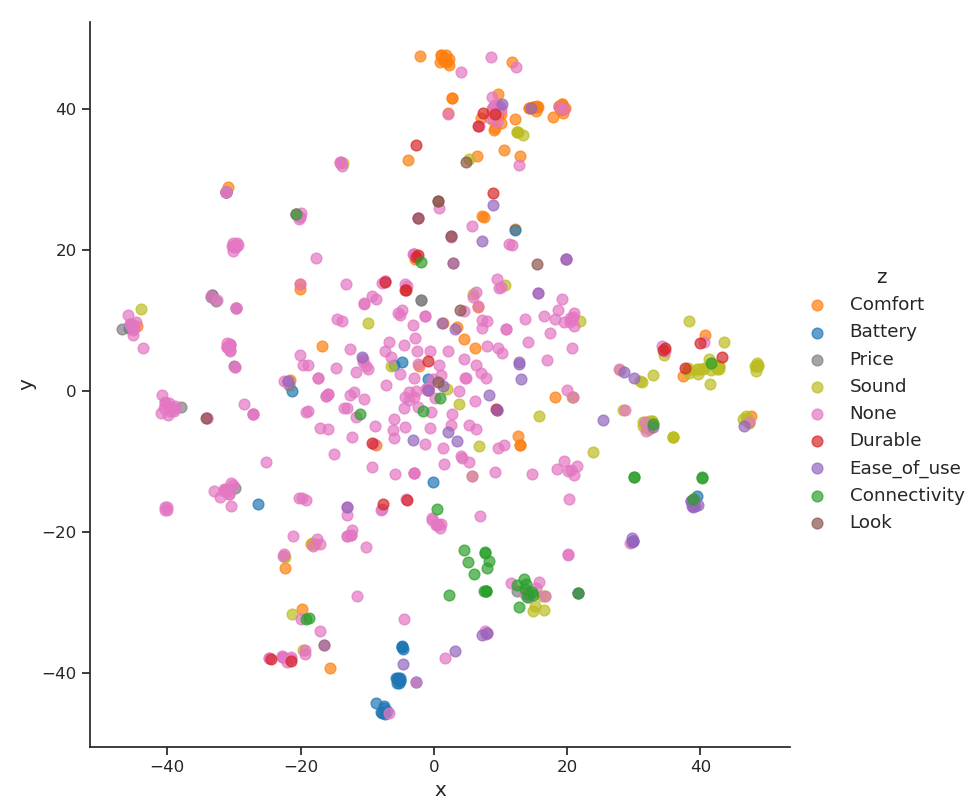 y
40
20
0
−20
−40
−40
−20
0
20
40
x
z
Comfort
Battery
Price
Sound
None
Durable
Ease_of_use
Connectivity
Look